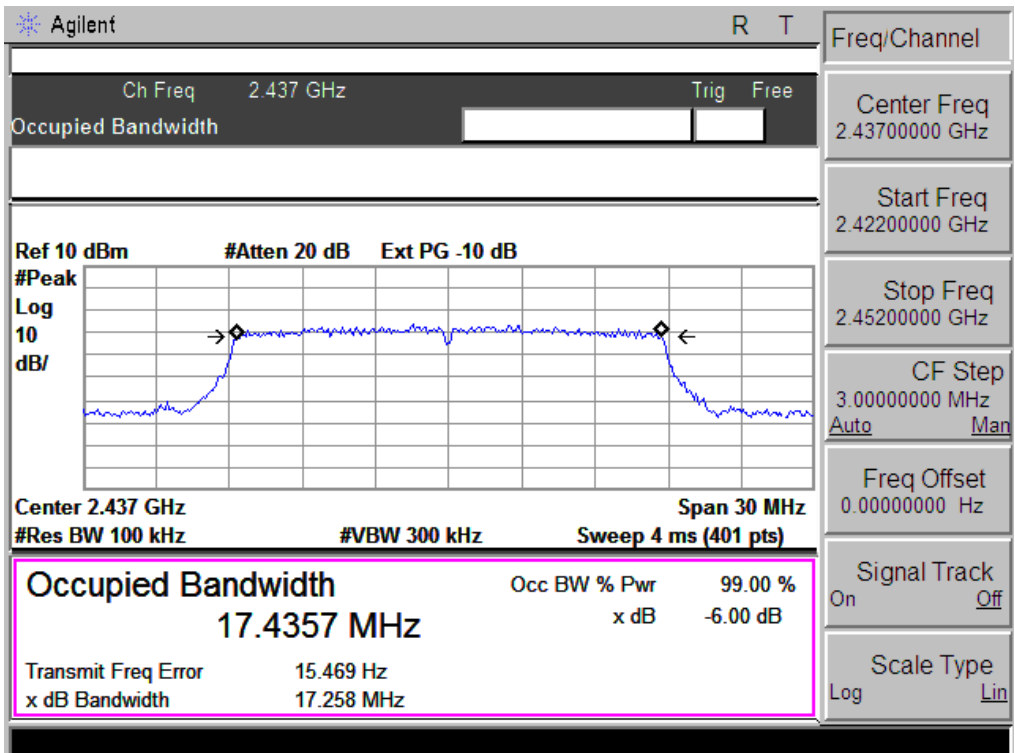 Agilent R T
Ch Freq 2.437 GHz Trig Free
Occupied Bandwidth
Ref 10 dBm #Atten 20 dB Ext PG -10 dB
#Peak
Log
10
dB/
Center 2.437 GHz Span 30 MHz
#Res BW 100 kHz #VBW 300 kHz Sweep 4 ms (401 pts)
Occupied Bandwidth
17.4357 MHz
Occ BW % Pwr 99.00 %
x dB -6.00 dB
Transmit Freq Error 15.469 Hz
x dB Bandwidth 17.258 MHz
Freq/Channel
Center Freq
2.43700000 GHz
Start Freq
2.42200000 GHz
Stop Freq
2.45200000 GHz
CF Step
3.00000000 MHz
Auto Man
Freq Offset
0.00000000 Hz
Signal Track
On Off
Scale Type
Log Lin